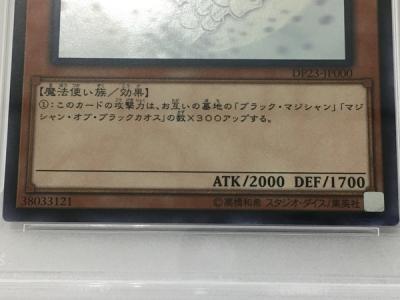 DP23-JP000
【魔法使い族/効果】
①:このカードの攻撃力は、お互いの墓地の「ブラック・マジシャン」「マジ
シャン・オブ・ブラックカオス」の数×300アップする。
ATK/2000 DEF/1700
38033121
©高橋和希 スタジオ・ダイス/集英社